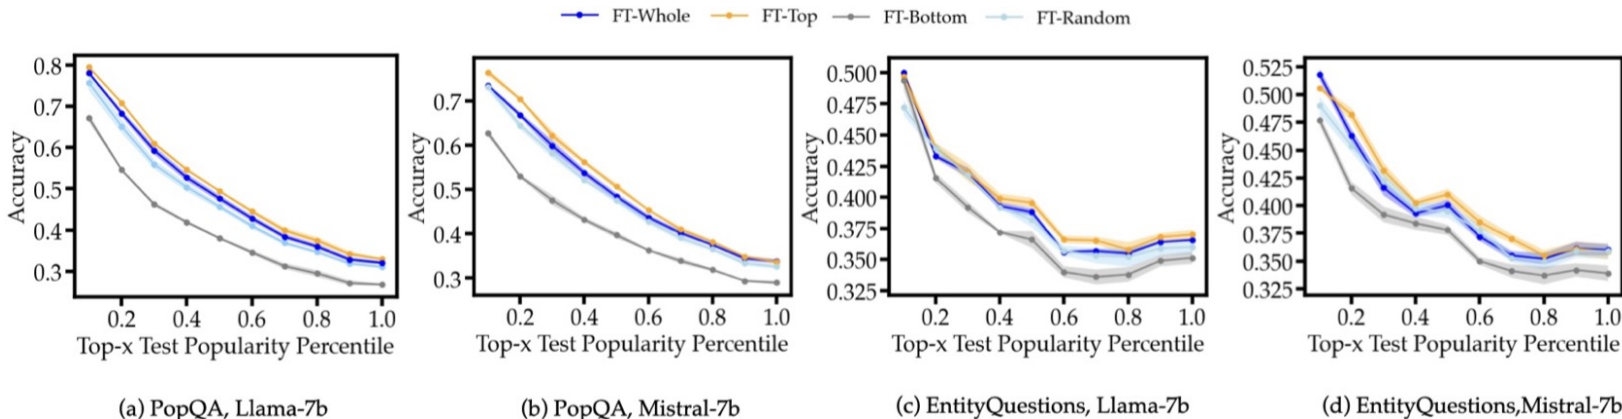 FT-Whole FT-Top FT-Bottom FT-Random
0.8
0.7
0.6
0.5
0.4
0.3
Accuracy
0.2 0.4 0.6 0.8 1.0
Top-x Test Popularity Percentile
(a) PopQA, Llama-7b
0.7
0.6
0.5
0.4
0.3
Accuracy
0.2 0.4 0.6 0.8 1.0
Top-x Test Popularity Percentile
(b) PopQA, Mistral-7b
0.500
0.475
0.450
0.425
0.400
0.375
0.350
0.325
Accuracy
0.2 0.4 0.6 0.8 1.0
Top-x Test Popularity Percentile
(c) EntityQuestions, Llama-7b
0.525
0.500
0.475
0.450
0.425
0.400
0.375
0.350
0.325
Accuracy
0.2 0.4 0.6 0.8 1.0
Top-x Test Popularity Percentile
(d) EntityQuestions,Mistral-7b